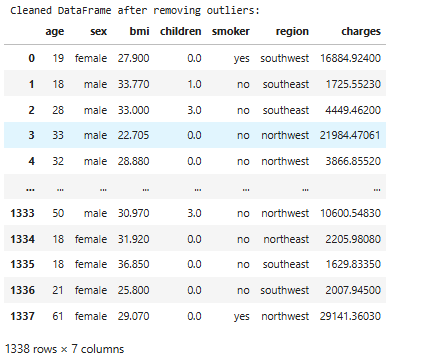 Cleaned DataFrame after removing outliers:
age sex bmi children smoker region charges
0 19 female 27.900 0.0 yes southwest 16884.92400
1 18 male 33.770 1.0 no southeast 1725.55230
2 28 male 33.000 3.0 no southeast 4449.46200
3 33 male 22.705 0.0 no northwest 21984.47061
4 32 male 28.880 0.0 no northwest 3866.85520
... ... ... ... ... ... ... ...
1333 50 male 30.970 3.0 no northwest 10600.54830
1334 18 female 31.920 0.0 no northeast 2205.98080
1335 18 female 36.850 0.0 no southeast 1629.83350
1336 21 female 25.800 0.0 no southwest 2007.94500
1337 61 female 29.070 0.0 yes northwest 29141.36030
1338 rows × 7 columns